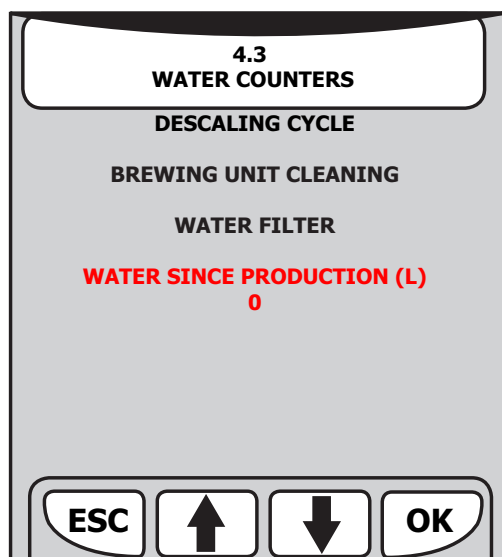 4.3
WATER COUNTERS
DESCALING CYCLE
BREWING UNIT CLEANING
WATER FILTER
WATER SINCE PRODUCTION (L)
0
ESC
OK